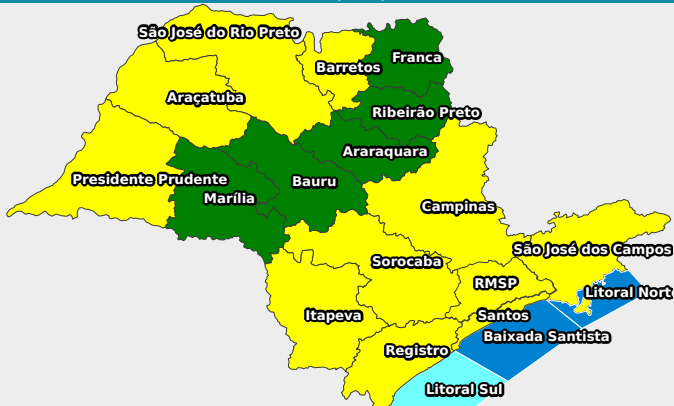 São José do Rio Preto
Franca
Barretos
Araçatuba
Ribeirão Preto
Araraquara
Presidente Prudente
Bauru
Marília
Campinas
São José dos Campos
Sorocaba
RMSP
Litoral Nort
Itapeva
Santos
Baixada Santista
Registro
Litoral Sul